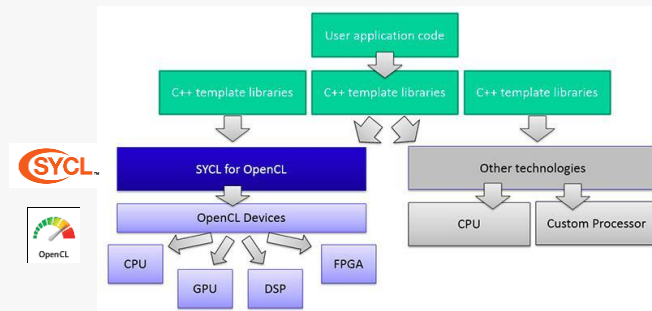 User application code
C++ template libraries
C++ template libraries
C++ template libraries
SYCL™
SYCL for OpenCL
Other technologies
OpenCL Devices
CPU
Custom Processor
OpenCL
CPU
GPU
DSP
FPGA